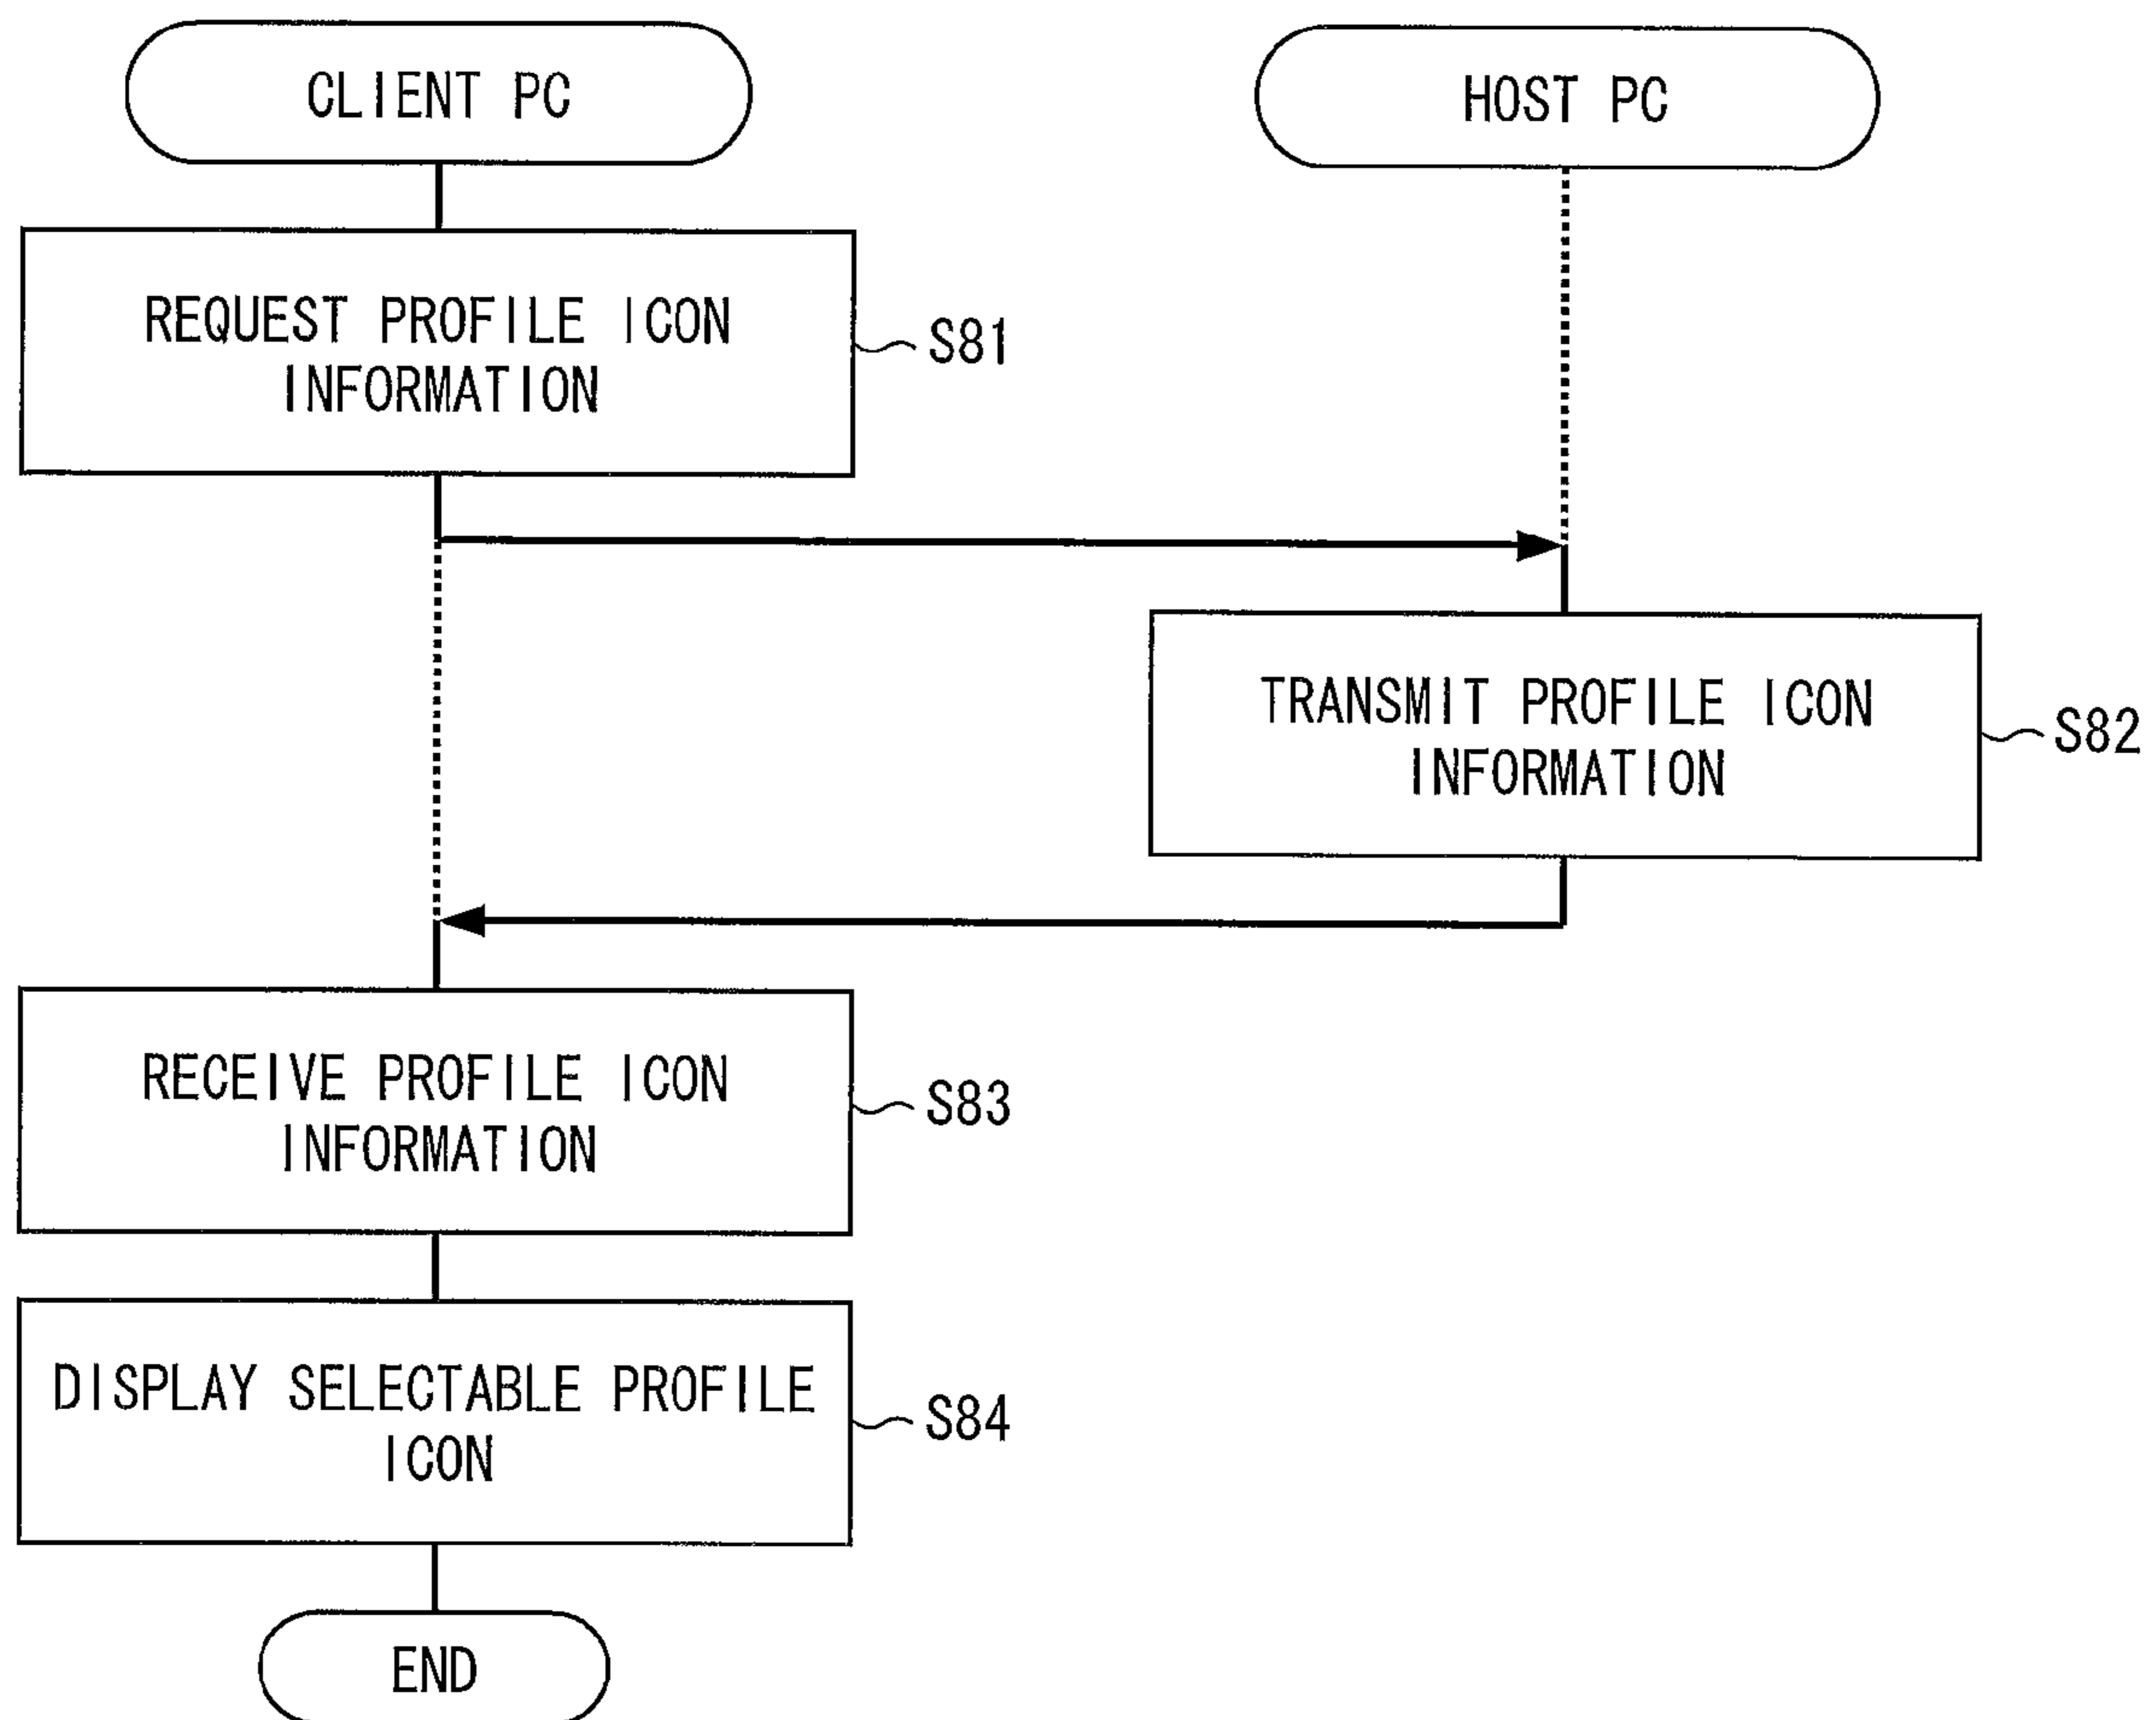 CLIENT PC
HOST PC
REQUEST PROFILE ICON
INFORMATION
S81
TRANSMIT PROFILE ICON
INFORMATION
S82
RECEIVE PROFILE ICON
INFORMATION
S83
DISPLAY SELECTABLE PROFILE
ICON
S84
END